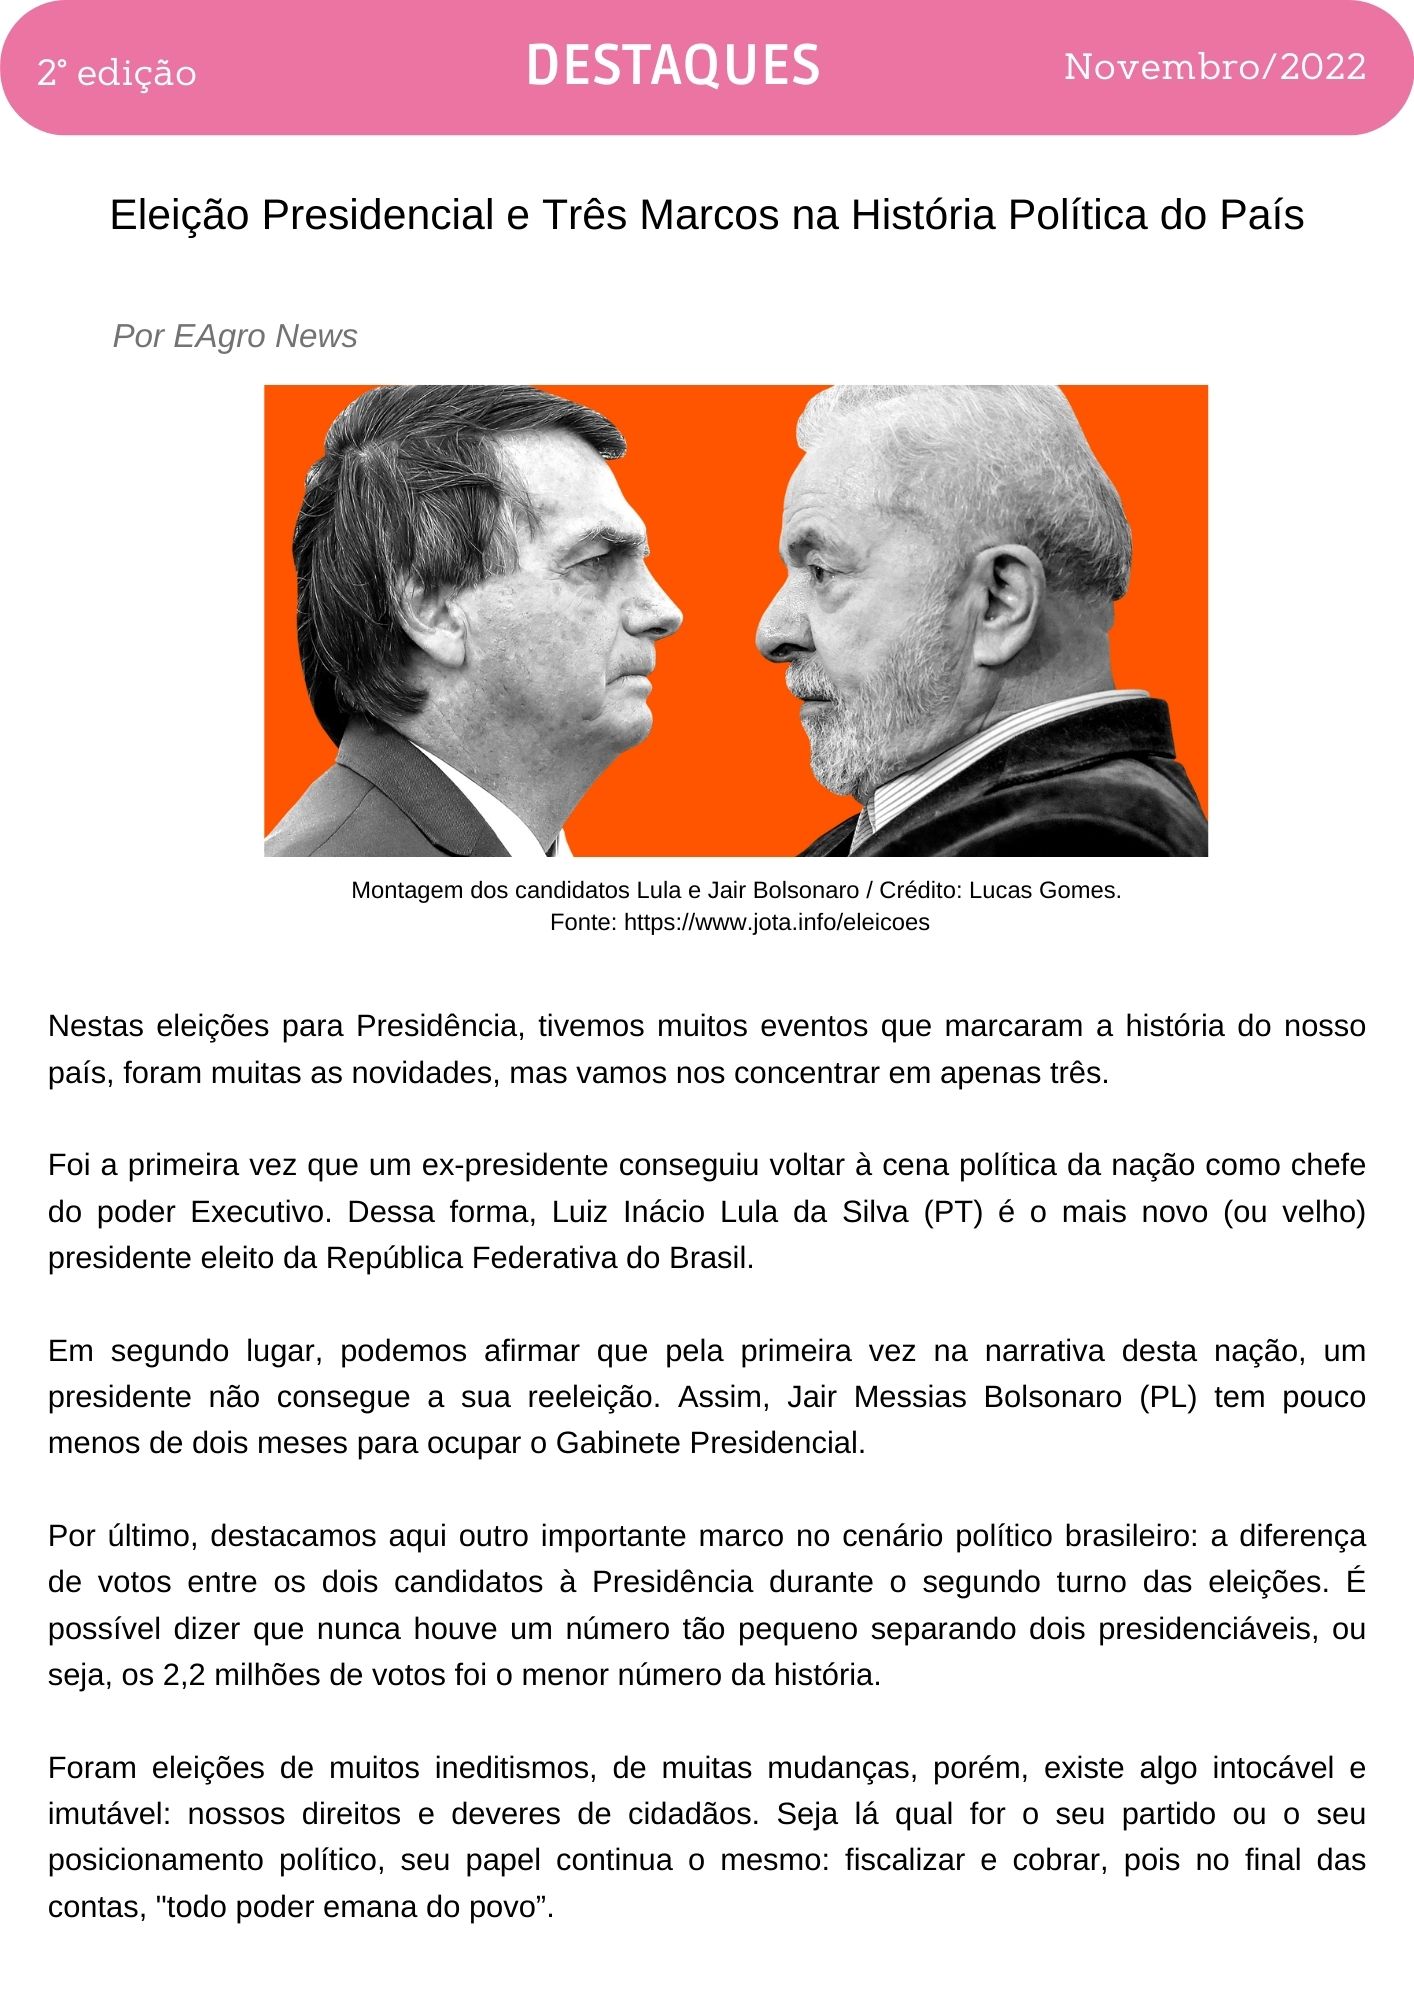 2° edição
DESTAQUES
Novembro/2022
Eleição Presidencial e Três Marcos na História Política do País
Por EAgro News
Montagem dos candidatos Lula e Jair Bolsonaro / Crédito: Lucas Gomes.
Fonte: https://www.jota.info/eleicoes
Nestas eleições para Presidência, tivemos muitos eventos que marcaram a história do nosso
país, foram muitas as novidades, mas vamos nos concentrar em apenas três.
Foi a primeira vez que um ex-presidente conseguiu voltar à cena política da nação como chefe
do poder Executivo. Dessa forma, Luiz Inácio Lula da Silva (PT) é o mais novo (ou velho)
presidente eleito da República Federativa do Brasil.
Em segundo lugar, podemos afirmar que pela primeira vez na narrativa desta nação, um
presidente não consegue a sua reeleição. Assim, Jair Messias Bolsonaro (PL) tem pouco
menos de dois meses para ocupar o Gabinete Presidencial.
Por último, destacamos aqui outro importante marco no cenário político brasileiro: a diferença
de votos entre os dois candidatos à Presidência durante o segundo turno das eleições. É
possível dizer que nunca houve um número tão pequeno separando dois presidenciáveis, ou
seja, os 2,2 milhões de votos foi o menor número da história.
Foram eleições de muitos ineditismos, de muitas mudanças, porém, existe algo intocável e
imutável: nossos direitos e deveres de cidadãos. Seja lá qual for o seu partido ou o seu
posicionamento político, seu papel continua o mesmo: fiscalizar e cobrar, pois no final das
contas, "todo poder emana do povo”.